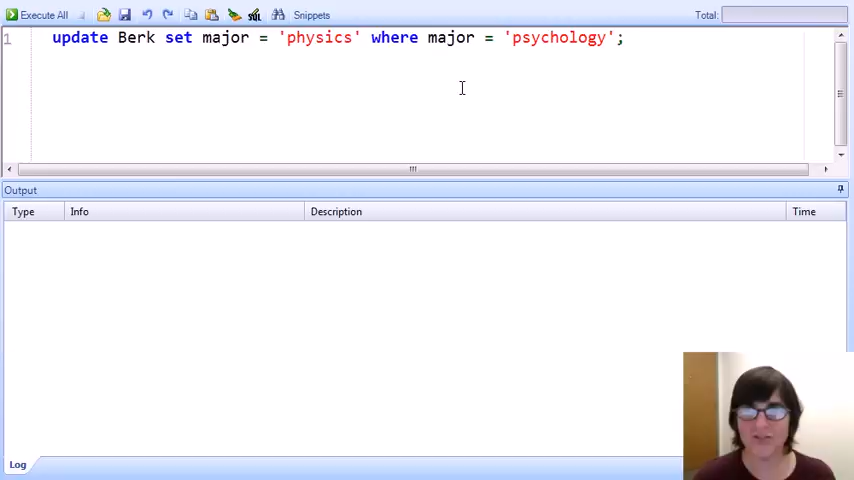 Execute All Snippets Total:
1 update Berk set major = 'physics' where major = 'psychology';
Output
Type Info Description Time
Log